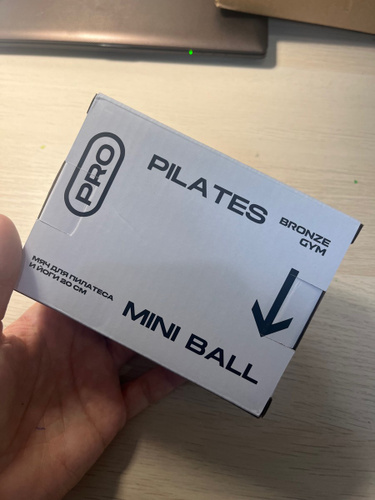 PRO
PILATES
BRONZE
GYM
МЯЧ ДЛЯ ПИЛАТЕСА
И ЙОГИ 20 СМ
MINI BALL